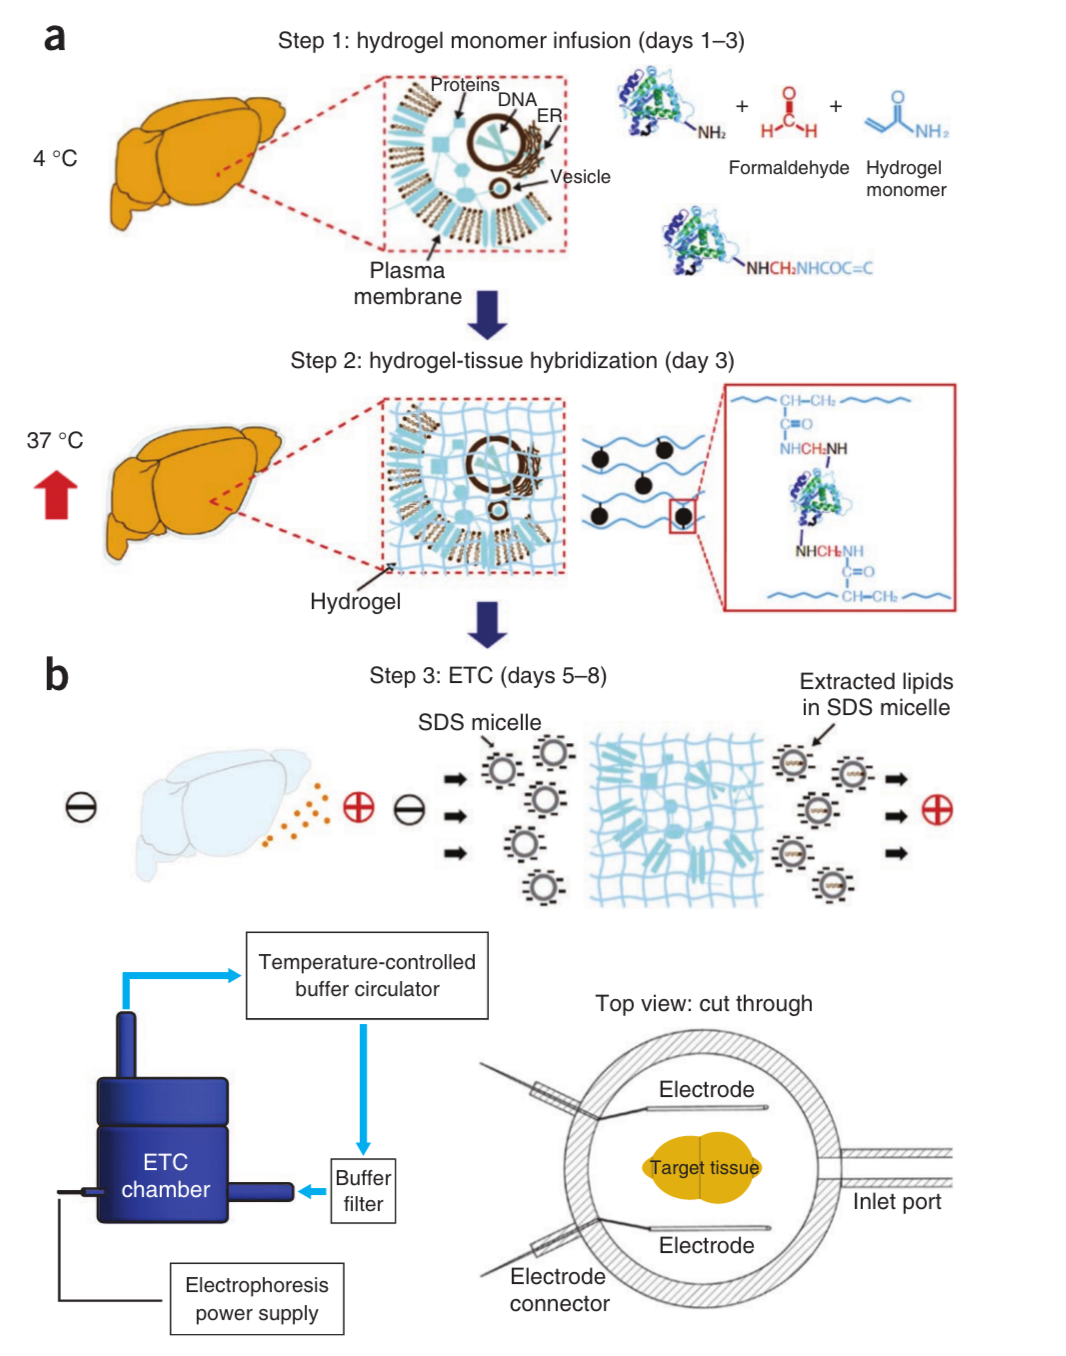 a
Step 1: hydrogel monomer infusion (days 1–3)
4 °C
Proteins
DNA
ER
Vesicle
Plasma
membrane
NH₂
+
O
H
C
H
+
O
NH₂
Formaldehyde
Hydrogel
monomer
NHCH₂NHCOC=C
Step 2: hydrogel-tissue hybridization (day 3)
37 °C
Hydrogel
CH–CH₂
C=O
NHCH₂NH
NHCH₂NH
C=O
CH–CH₂
b
Step 3: ETC (days 5–8)
SDS micelle
Extracted lipids
in SDS micelle
Temperature-controlled
buffer circulator
ETC
chamber
Buffer
filter
Electrophoresis
power supply
Top view: cut through
Electrode
Target tissue
Inlet port
Electrode
Electrode
connector